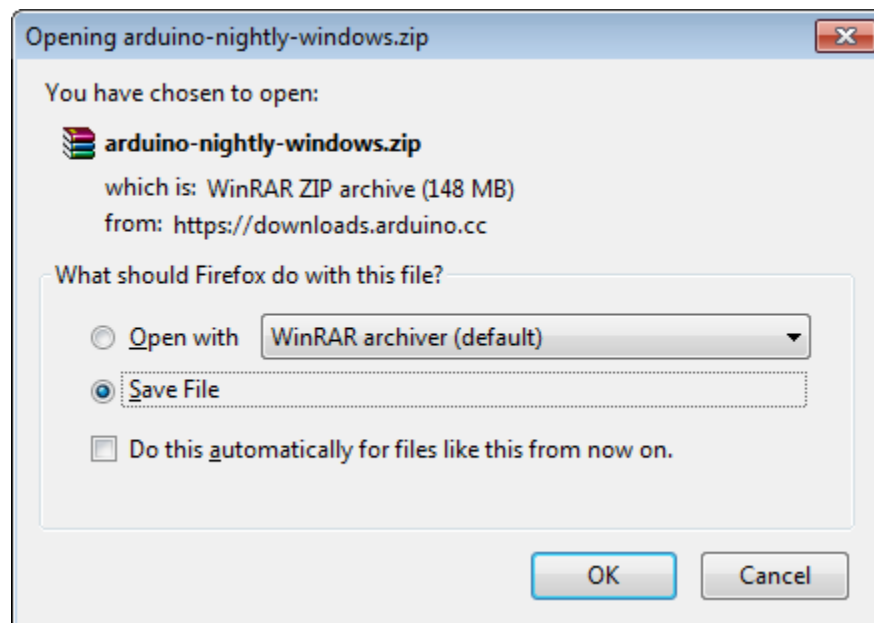 Opening arduino-nightly-windows.zip
You have chosen to open:
arduino-nightly-windows.zip
which is: WinRAR ZIP archive (148 MB)
from: https://downloads.arduino.cc
What should Firefox do with this file?
Open with WinRAR archiver (default)
Save File
Do this automatically for files like this from now on.
OK Cancel